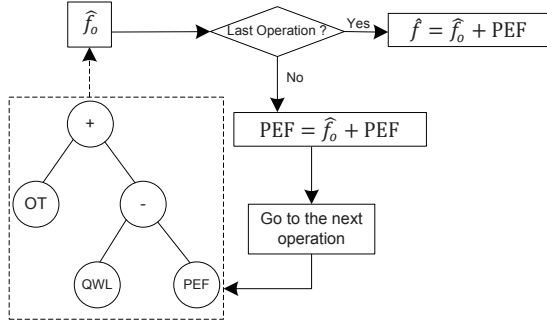 f̂ₒ
Last Operation ?
Yes
f̂ = f̂ₒ + PEF
No
PEF = f̂ₒ + PEF
Go to the next
operation
+
OT
-
QWL
PEF